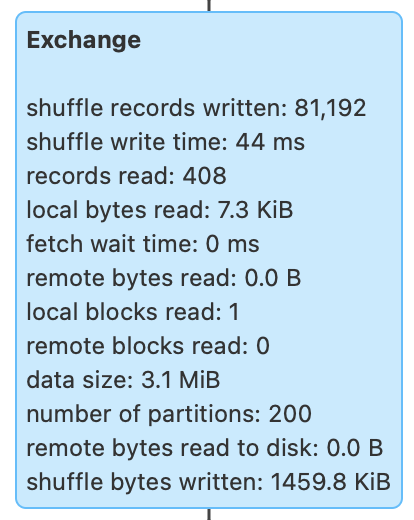 Exchange
shuffle records written: 81,192
shuffle write time: 44 ms
records read: 408
local bytes read: 7.3 KiB
fetch wait time: 0 ms
remote bytes read: 0.0 B
local blocks read: 1
remote blocks read: 0
data size: 3.1 MiB
number of partitions: 200
remote bytes read to disk: 0.0 B
shuffle bytes written: 1459.8 KiB